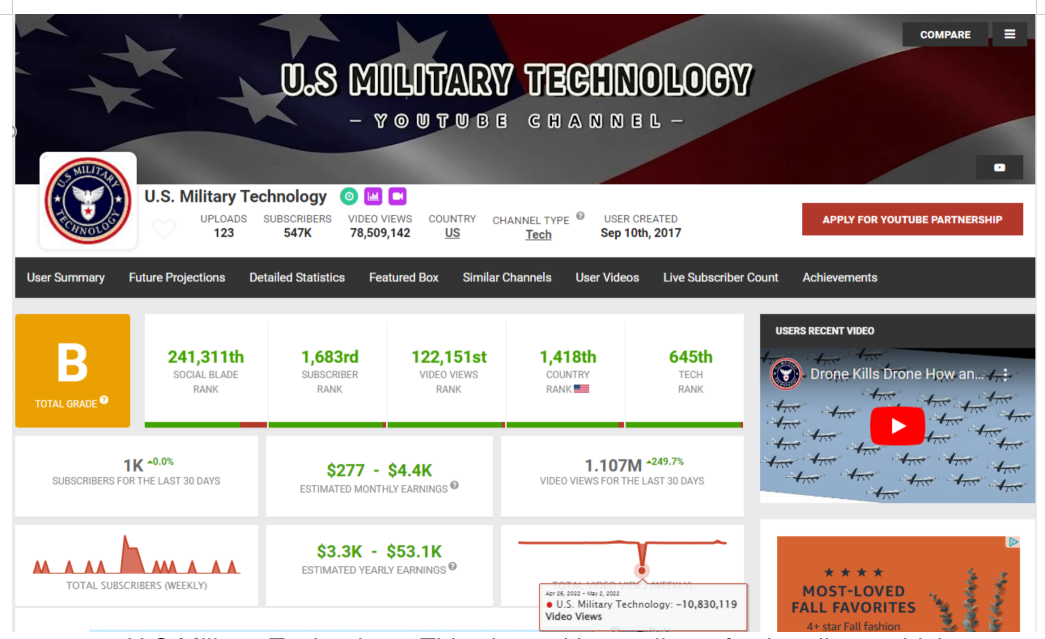 COMPARE
U.S MILITARY TECHNOLOGY
– YOUTUBE CHANNEL –
U.S. MILITARY
TECHNOLOGY
U.S. Military Technology
UPLOADS SUBSCRIBERS VIDEO VIEWS COUNTRY CHANNEL TYPE ? USER CREATED
123 547K 78,509,142 US Tech Sep 10th, 2017
APPLY FOR YOUTUBE PARTNERSHIP
User Summary Future Projections Detailed Statistics Featured Box Similar Channels User Videos Live Subscriber Count Achievements
B
TOTAL GRADE ?
241,311th
SOCIAL BLADE
RANK
1,683rd
SUBSCRIBER
RANK
122,151st
VIDEO VIEWS
RANK
1,418th
COUNTRY
RANK
645th
TECH
RANK
USERS RECENT VIDEO
Drone Kills Drone How an...
1K +0.0%
SUBSCRIBERS FOR THE LAST 30 DAYS
$277 - $4.4K
ESTIMATED MONTHLY EARNINGS ?
1.107M +249.7%
VIDEO VIEWS FOR THE LAST 30 DAYS
TOTAL SUBSCRIBERS (WEEKLY)
$3.3K - $53.1K
ESTIMATED YEARLY EARNINGS ?
TOTAL VIDEO VIEWS (WEEKLY)
Apr 26, 2022 – May 2, 2022
● U.S. Military Technology: –10,830,119
Video Views
MOST-LOVED
FALL FAVORITES
4+ star Fall fashion